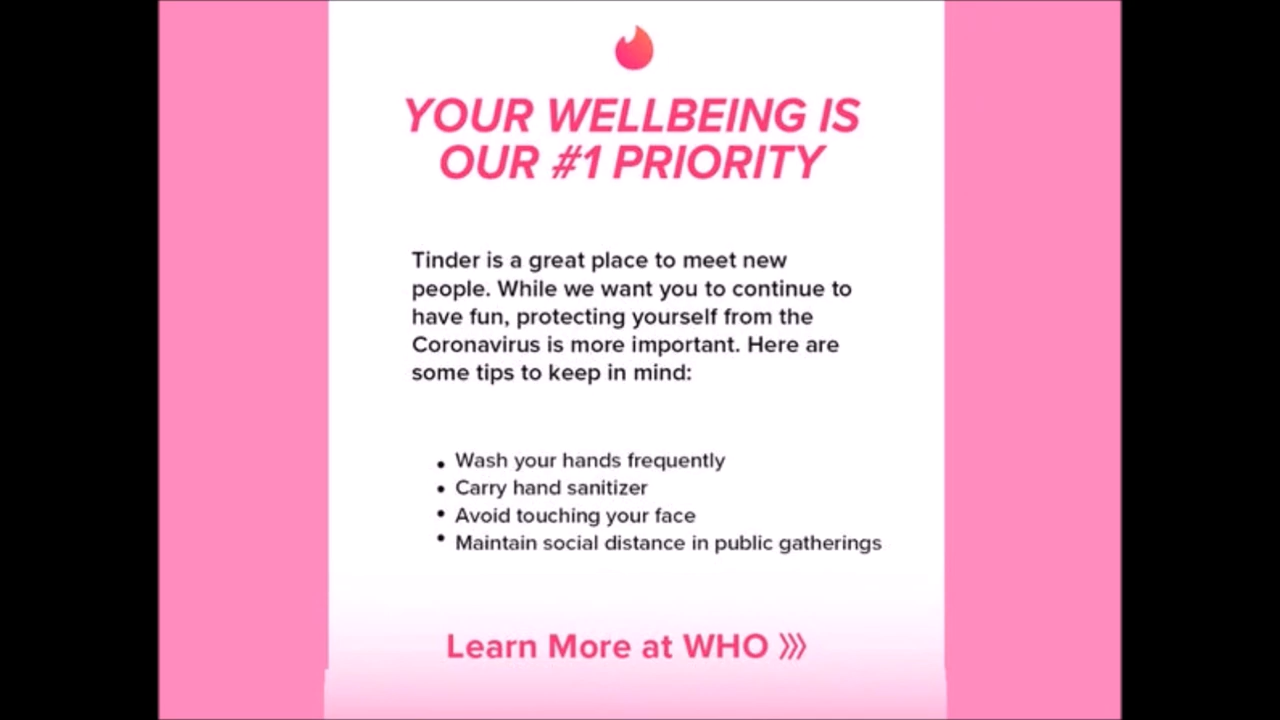 YOUR WELLBEING IS
OUR #1 PRIORITY
Tinder is a great place to meet new
people. While we want you to continue to
have fun, protecting yourself from the
Coronavirus is more important. Here are
some tips to keep in mind:
• Wash your hands frequently
• Carry hand sanitizer
• Avoid touching your face
• Maintain social distance in public gatherings
Learn More at WHO >>>